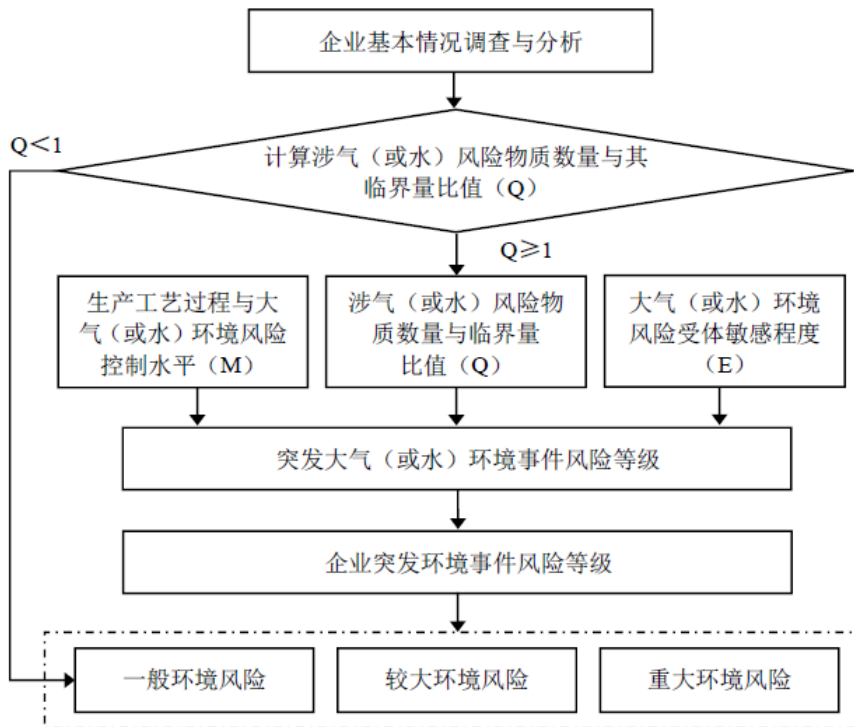 企业基本情况调查与分析
Q＜1
计算涉气（或水）风险物质数量与其
临界量比值（Q）
Q≥1
生产工艺过程与大
气（或水）环境风险
控制水平（M）
涉气（或水）风险物
质数量与临界量
比值（Q）
大气（或水）环境
风险受体敏感程度
（E）
突发大气（或水）环境事件风险等级
企业突发环境事件风险等级
一般环境风险
较大环境风险
重大环境风险